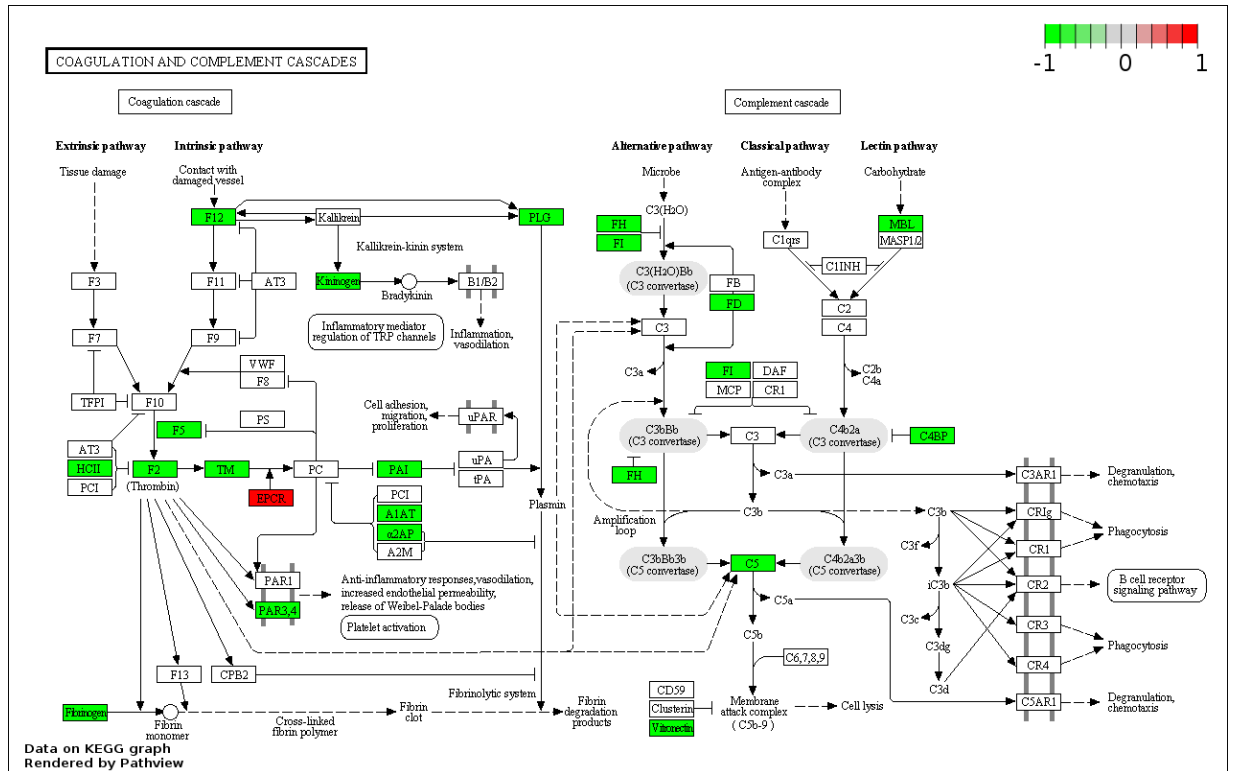 COAGULATION AND COMPLEMENT CASCADES
-1
0
1
Coagulation cascade
Complement cascade
Extrinsic pathway
Intrinsic pathway
Alternative pathway
Classical pathway
Lectin pathway
Tissue damage
Contact with
damaged vessel
Microbe
Antigen-antibody
complex
Carbohydrate
F12
Kallikrein
PLG
C3(H2O)
FH
FI
C1qrs
MBL
MASP1/2
Kallikrein-kinin system
F3
F11
AT3
Kininogen
Bradykinin
B1/B2
C3(H2O)Bb
(C3 convertase)
FB
FD
C1INH
C2
C4
F7
F9
Inflammatory mediator
regulation of TRP channels
Inflammation,
vasodilation
C3
VWF
F8
C3a
FI
DAF
MCP
CR1
C2b
C4a
TFPI
F10
Cell adhesion,
migration,
proliferation
uPAR
F5
PS
C3bBb
(C3 convertase)
C3
C4b2a
(C3 convertase)
C4BP
AT3
HCII
PCI
F2
(Thrombin)
TM
EPCR
PC
PAI
uPA
tPA
FH
C3a
C3AR1
Degranulation,
chemotaxis
PCI
A1AT
α2AP
A2M
Plasmin
Amplification
loop
C3b
C3b
CRIg
Phagocytosis
C3f
CR1
C3bBb3b
(C5 convertase)
C5
C4b2a3b
(C5 convertase)
PAR1
PAR3,4
Anti-inflammatory responses,vasodilation,
increased endothelial permeability,
release of Weibel-Palade bodies
Platelet activation
iC3b
CR2
B cell receptor
signaling pathway
C5a
C3c
CR3
C5b
C3dg
Phagocytosis
C6,7,8,9
CR4
F13
CPB2
C3d
Fibrinolytic system
CD59
Clusterin
Vitronectin
Membrane
attack complex
( C5b-9 )
Cell lysis
C5AR1
Degranulation,
chemotaxis
Fibrinogen
Fibrin
monomer
Cross-linked
fibrin polymer
Fibrin
clot
Fibrin
degradation
products
Data on KEGG graph
Rendered by Pathview